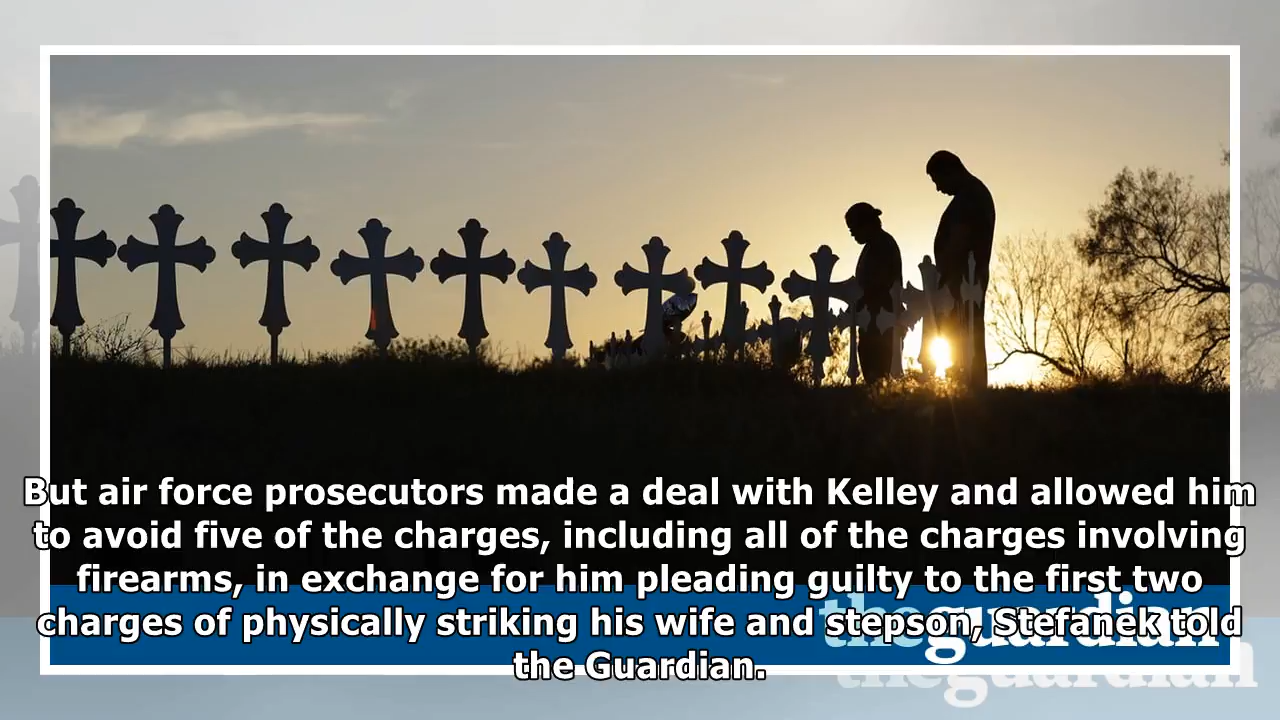 But air force prosecutors made a deal with Kelley and allowed him
to avoid five of the charges, including all of the charges involving
firearms, in exchange for him pleading guilty to the first two
charges of physically striking his wife and stepson, Stefanek told
the Guardian.
theguardian
theguardian